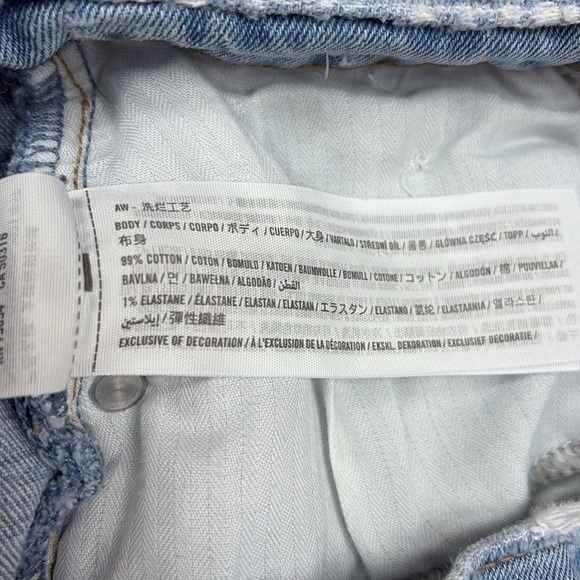 AW - 洗烂工艺
BODY / CORPS / CORPO / ボディ / CUERPO / 大身 / VARTALO / STREDNÍ DÍL / 몸통 / GŁÓWNA CZĘŚĆ / TOPP / الثوب /
布身
99% COTTON / COTON / BOMULD / KATOEN / BAUMWOLLE / BOMULL / COTONE / コットン / ALGODÓN / 棉 / PUUVILLAA /
BAVLNA / 면 / BAWEŁNA / ALGODÃO / القطن /
1% ELASTANE / ÉLASTANE / ELASTAN / ELASTAAN / エラスタン / ELASTANO / 氨纶 / ELASTAANIA / 엘라스탄 /
إيلاستين / 彈性纖維
EXCLUSIVE OF DECORATION / À L'EXCLUSION DE LA DÉCORATION / EKSKL. DEKORATION / EXCLUSIEF DECORATIE /